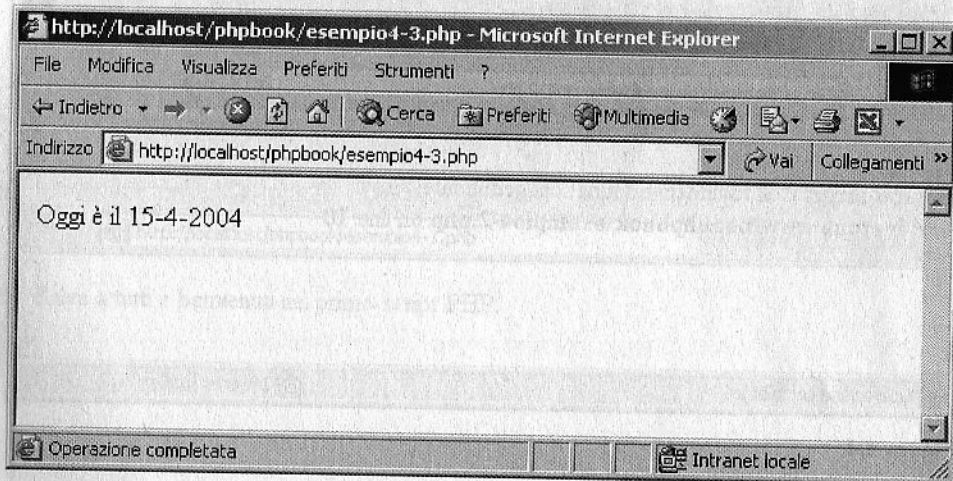 http://localhost/phpbook/esempio4-3.php - Microsoft Internet Explorer
File Modifica Visualizza Preferiti Strumenti ?
Indietro Cerca Preferiti Multimedia
Indirizzo http://localhost/phpbook/esempio4-3.php Vai Collegamenti »
Oggi è il 15-4-2004
Operazione completata Intranet locale